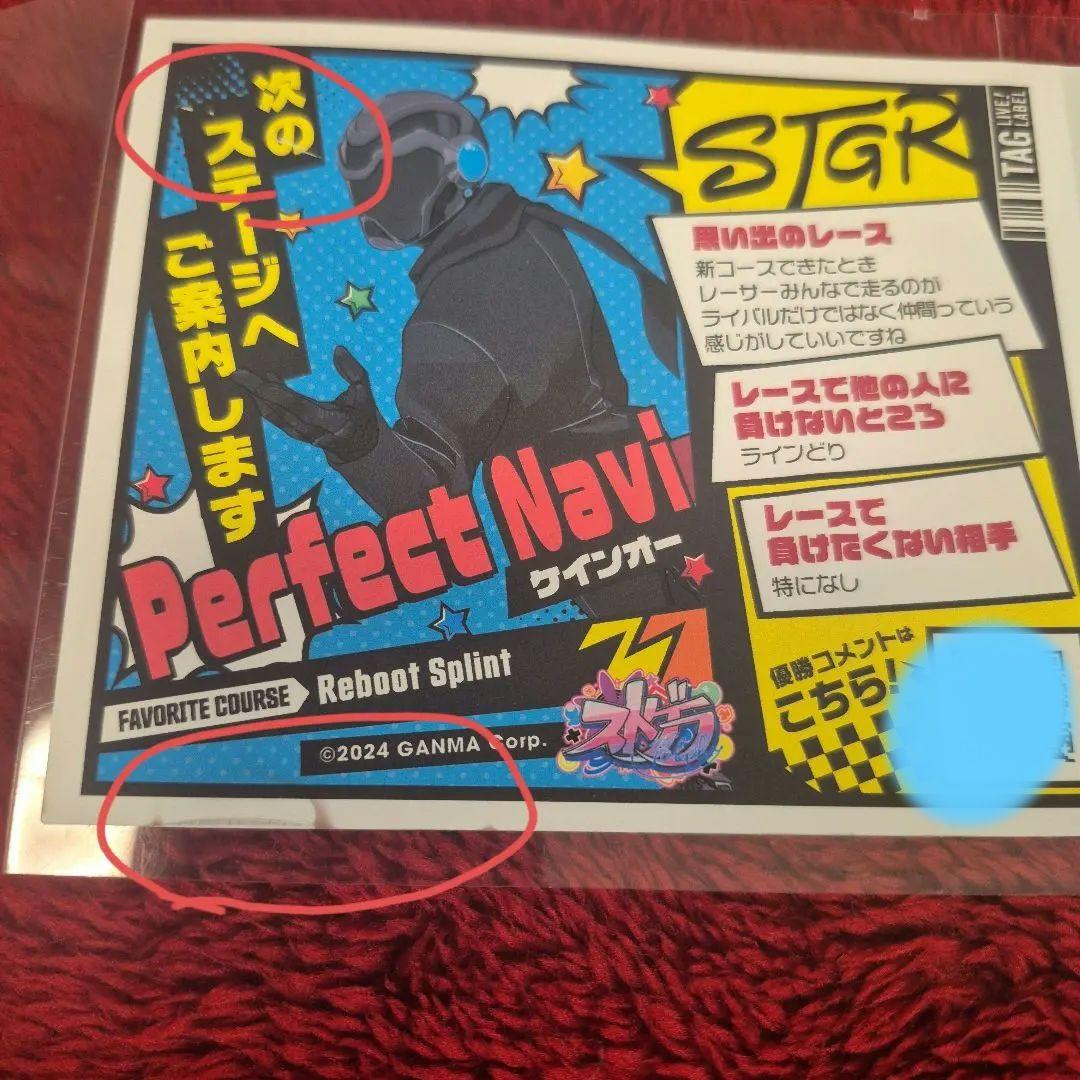 次の
ステージへ
ご案内します
Perfect Navi
ケインオー
FAVORITE COURSE
Reboot Splint
©2024 GANMA Corp.
ストグラ
STGR
TAG LIVE! LABEL
思い出のレース
新コースできたとき
レーサーみんなで走るのが
ライバルだけではなく仲間っていう
感じがしていいですね
レースで他の人に
負けないところ
ラインどり
レースで
負けたくない相手
特になし
優勝コメントは
こちら!